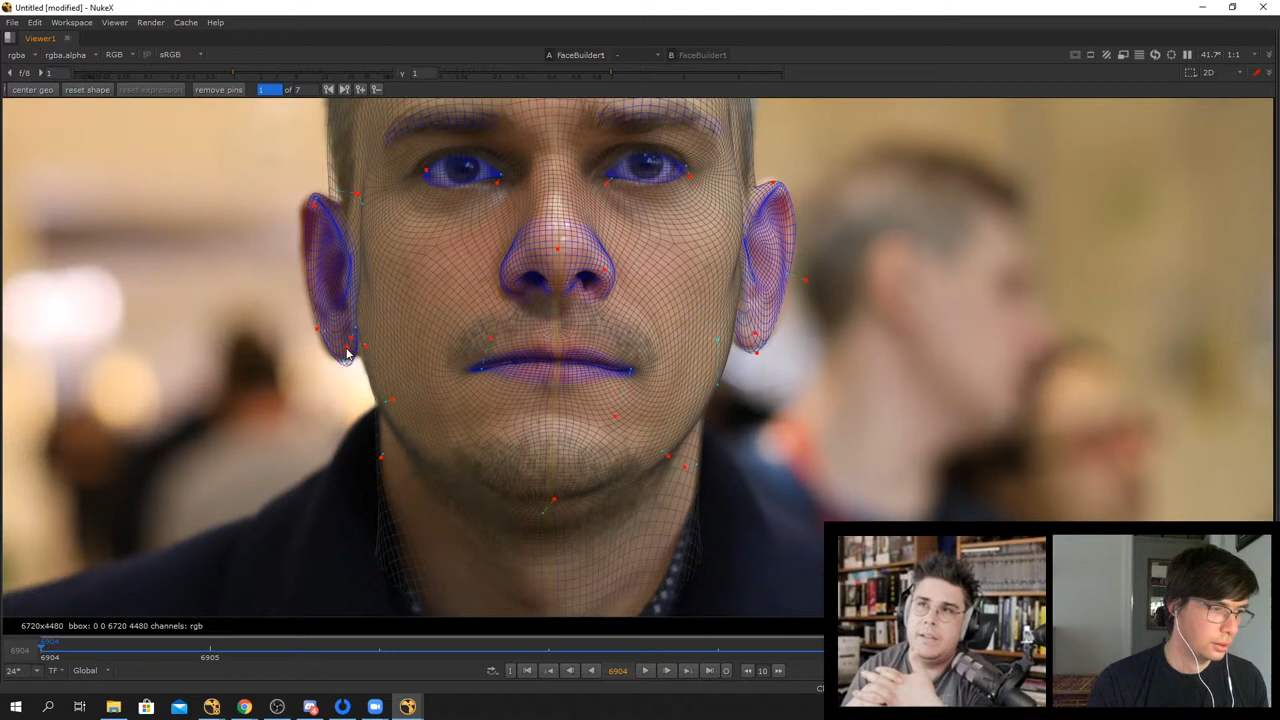 Untitled [modified] - NukeX
File Edit Workspace Viewer Render Cache Help
Viewer1
rgba rgba.alpha RGB IP sRGB A FaceBuilder1 - B FaceBuilder1 41.7° 1:1
f/8 1 Y 1 2D
center geo reset shape reset expression remove pins 1 of 7
6720x4480 bbox: 0 0 6720 4480 channels: rgb
6904 6904
6904 6905
24* TF Global I 6904 O 10